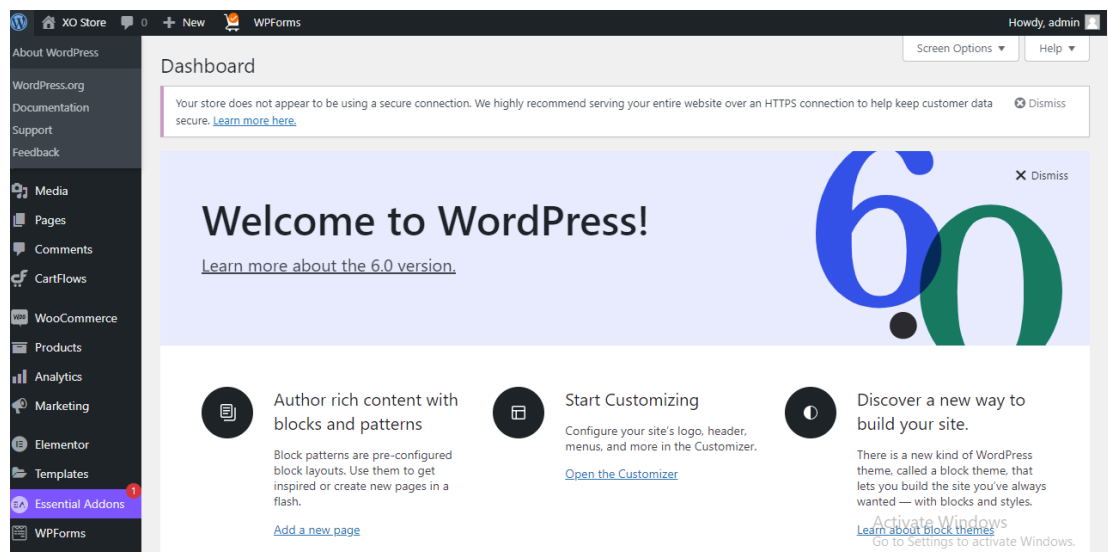 XO Store 0 New WPForms Howdy, admin
About WordPress
WordPress.org
Documentation
Support
Feedback
Media
Pages
Comments
CartFlows
WooCommerce
Products
Analytics
Marketing
Elementor
Templates
Essential Addons 1
WPForms
Screen Options ▼ Help ▼
Dashboard
Your store does not appear to be using a secure connection. We highly recommend serving your entire website over an HTTPS connection to help keep customer data
secure. Learn more here.
Dismiss
Dismiss
Welcome to WordPress!
Learn more about the 6.0 version.
6.0
Author rich content with
blocks and patterns
Block patterns are pre-configured
block layouts. Use them to get
inspired or create new pages in a
flash.
Add a new page
Start Customizing
Configure your site's logo, header,
menus, and more in the Customizer.
Open the Customizer
Discover a new way to
build your site.
There is a new kind of WordPress
theme, called a block theme, that
lets you build the site you've always
wanted — with blocks and styles.
Learn about block themes
Activate Windows
Go to Settings to activate Windows.